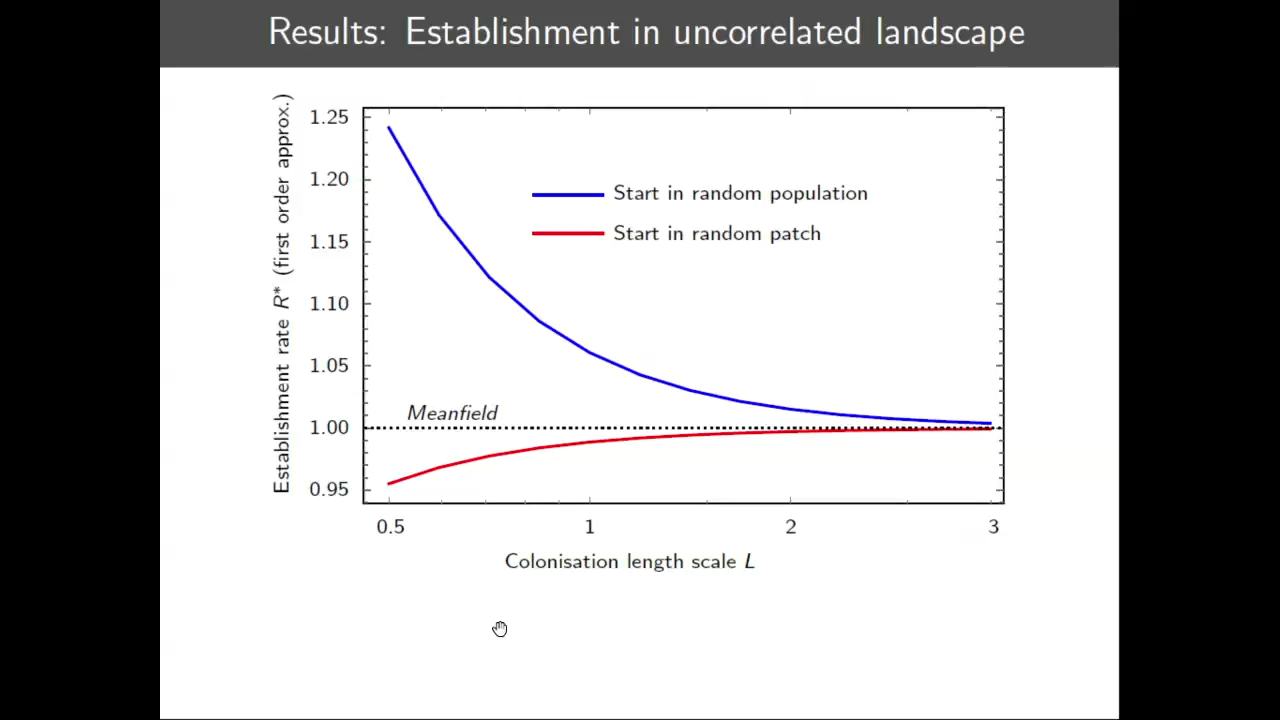 Results: Establishment in uncorrelated landscape
Establishment rate R* (first order approx.)
1.25
1.20
1.15
1.10
1.05
1.00
0.95
Start in random population
Start in random patch
Meanfield
0.5 1 2 3
Colonisation length scale L